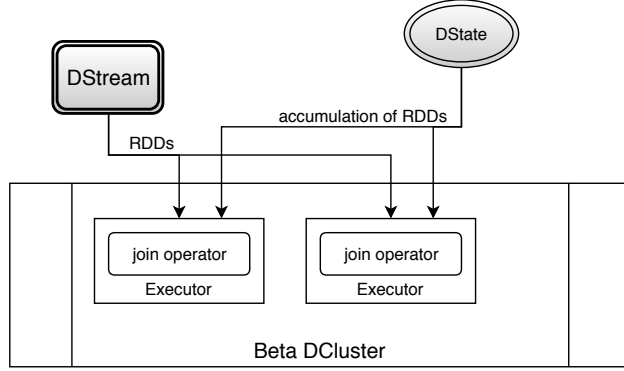 DState
DStream
accumulation of RDDs
RDDs
join operator
Executor
join operator
Executor
Beta DCluster